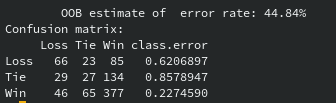 OOB estimate of  error rate: 44.84%
Confusion matrix:
     Loss Tie Win class.error
Loss   66  23  85   0.6206897
Tie    29  27 134   0.8578947
Win    46  65 377   0.2274590